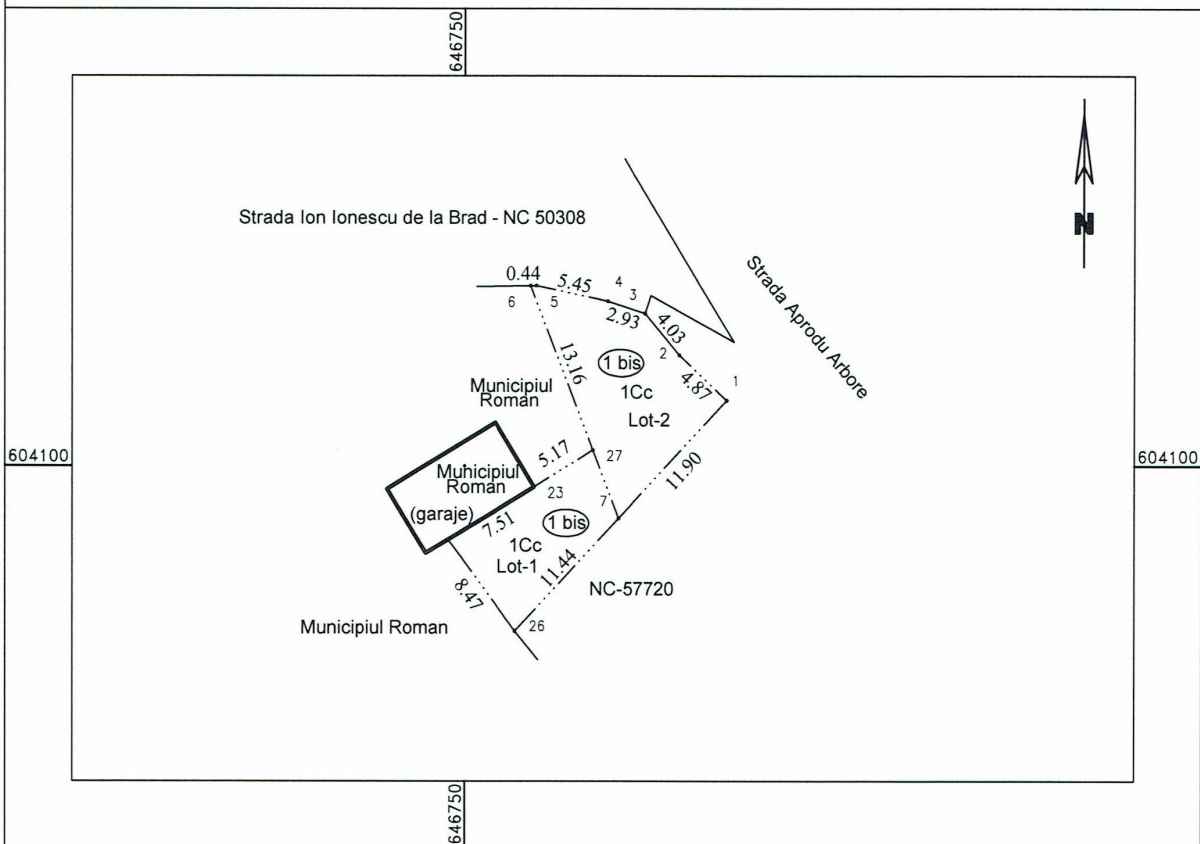 646750
N
Strada Ion Ionescu de la Brad - NC 50308
Strada Aprodu Arbore
0.44
5.45
4
3
6
5
2.93
4.03
2
1
4.87
13.16
1 bis
1Cc
Lot-2
Municipiul
Roman
604100
604100
5.17
27
11.90
Municipiul
Roman
(garaje)
23
7
7.51
1 bis
1Cc
Lot-1
11.44
NC-57720
8.47
26
Municipiul Roman
646750